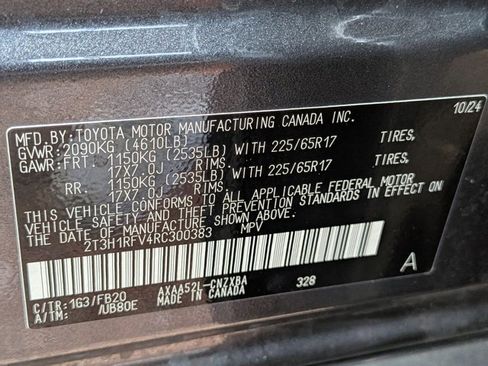 MFD.BY:TOYOTA MOTOR MANUFACTURING CANADA INC. 10/24
GVWR:2090KG (4610LB)
GAWR:FRT. 1150KG (2535LB) WITH 225/65R17 TIRES,
17X7.0J RIMS,
RR. 1150KG (2535LB) WITH 225/65R17 TIRES,
17X7.0J RIMS,
THIS VEHICLE CONFORMS TO ALL APPLICABLE FEDERAL MOTOR
VEHICLE SAFETY AND THEFT PREVENTION STANDARDS IN EFFECT ON
THE DATE OF MANUFACTURE SHOWN ABOVE.
2T3H1RFV4RC300383 MPV
C/TR:1G3/FB20 AXAA52L-CNZXBA 328 A
A/TM: /UB80E MADE IN CANADA